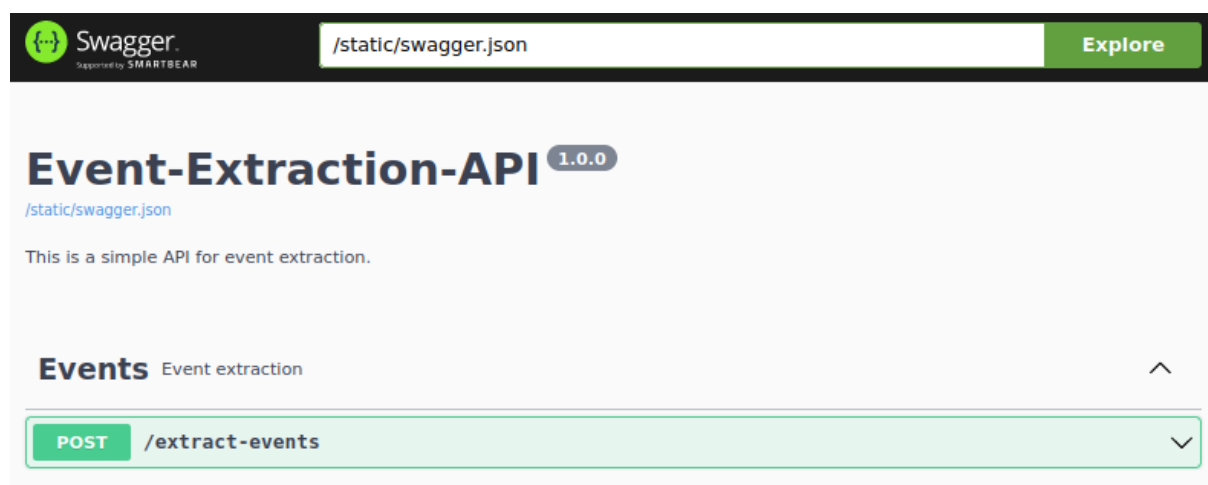 {...} Swagger.
Supported by SMARTBEAR
/static/swagger.json
Explore
Event-Extraction-API 1.0.0
/static/swagger.json
This is a simple API for event extraction.
Events Event extraction
POST /extract-events